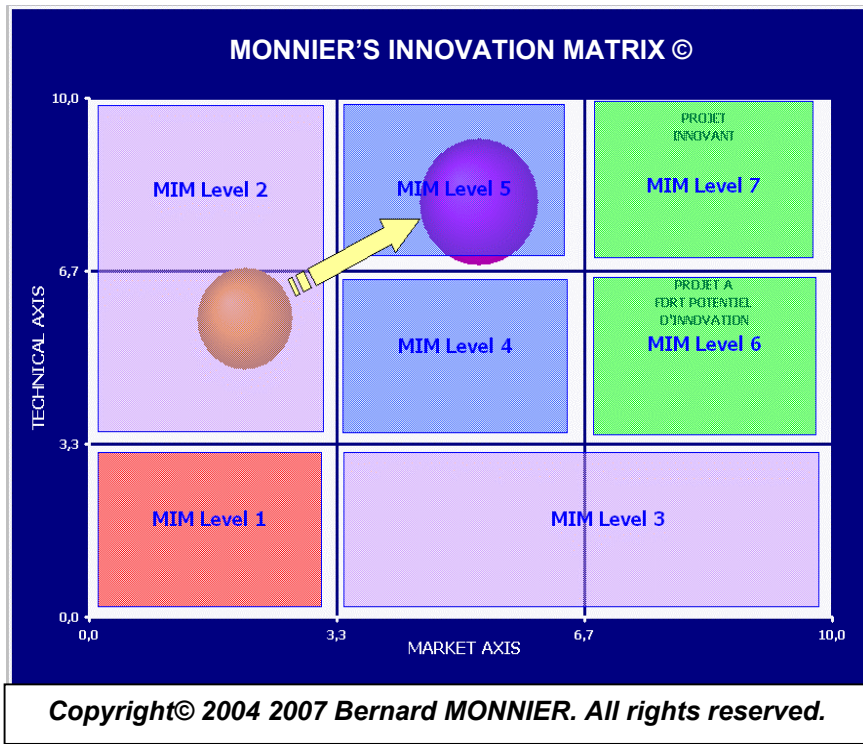 MONNIER'S INNOVATION MATRIX ©
10,0
PROJET
INNOVANT
MIM Level 2
MIM Level 5
MIM Level 7
6,7
PROJET A
FORT POTENTIEL
D'INNOVATION
MIM Level 4
MIM Level 6
TECHNICAL AXIS
3,3
MIM Level 1
MIM Level 3
0,0
0,0
3,3
6,7
10,0
MARKET AXIS
Copyright© 2004 2007 Bernard MONNIER. All rights reserved.